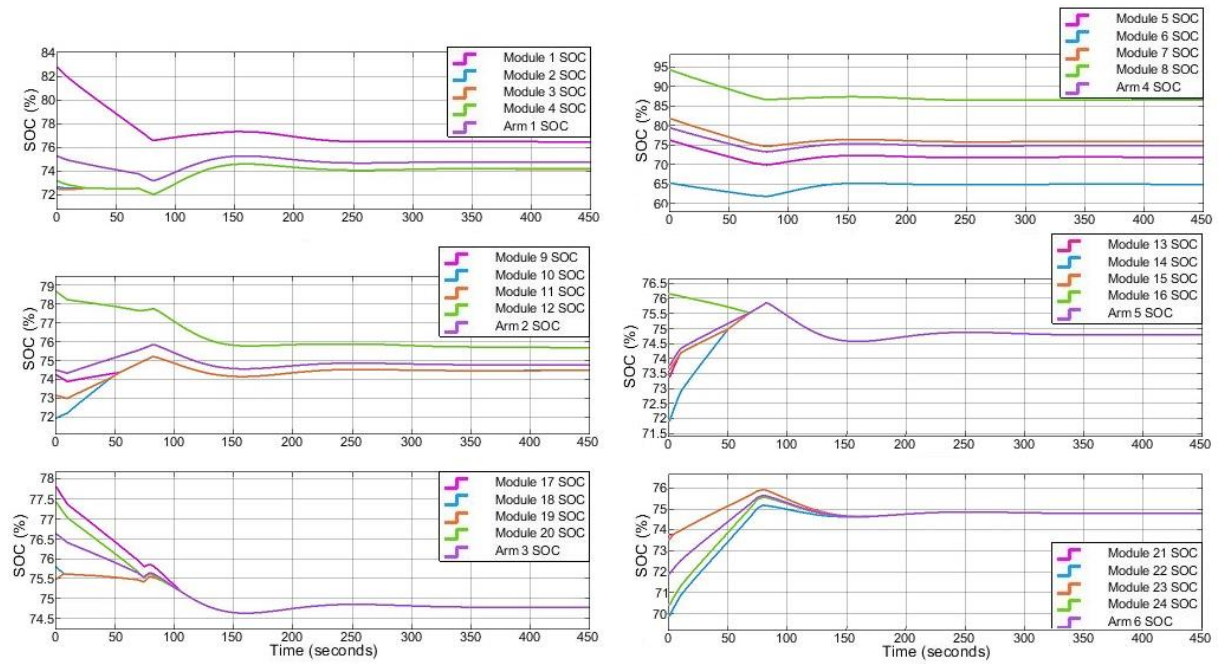 84
82
80
78
76
74
72
SOC (%)
0 50 100 150 200 250 300 350 400 450
Module 1 SOC
Module 2 SOC
Module 3 SOC
Module 4 SOC
Arm 1 SOC
95
90
85
80
75
70
65
60
SOC (%)
0 50 100 150 200 250 300 350 400 450
Module 5 SOC
Module 6 SOC
Module 7 SOC
Module 8 SOC
Arm 4 SOC
79
78
77
76
75
74
73
72
SOC (%)
0 50 100 150 200 250 300 350 400 450
Module 9 SOC
Module 10 SOC
Module 11 SOC
Module 12 SOC
Arm 2 SOC
76.5
76
75.5
75
74.5
74
73.5
73
72.5
72
71.5
SOC (%)
0 50 100 150 200 250 300 350 400 450
Module 13 SOC
Module 14 SOC
Module 15 SOC
Module 16 SOC
Arm 5 SOC
78
77.5
77
76.5
76
75.5
75
74.5
SOC (%)
0 50 100 150 200 250 300 350 400 450
Time (seconds)
Module 17 SOC
Module 18 SOC
Module 19 SOC
Module 20 SOC
Arm 3 SOC
76
75
74
73
72
71
70
SOC (%)
0 50 100 150 200 250 300 350 400 450
Time (seconds)
Module 21 SOC
Module 22 SOC
Module 23 SOC
Module 24 SOC
Arm 6 SOC